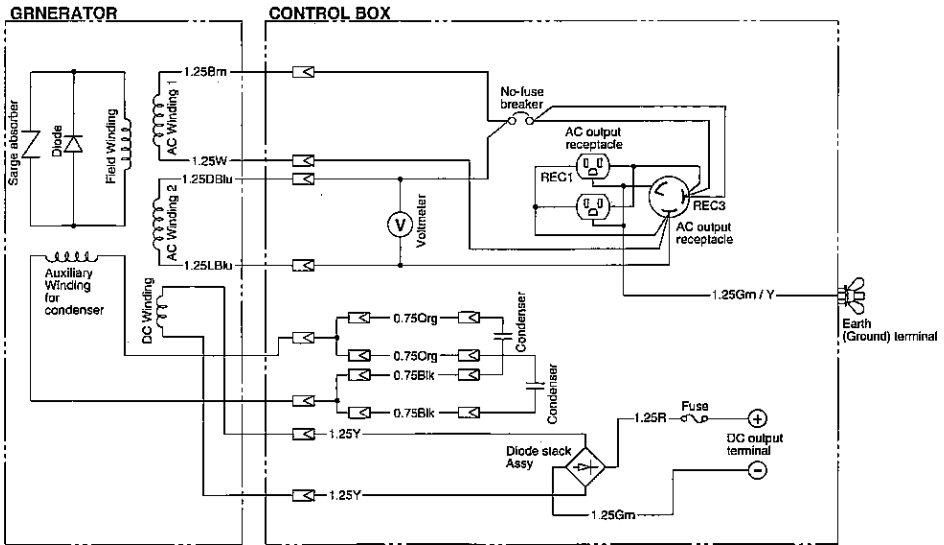 GRNERATOR
CONTROL BOX
Sarge absorber
Diode
Field Winding
AC Winding 1
AC Winding 2
1.25Brn
1.25W
1.25DBlu
1.25LBlu
No-fuse
breaker
AC output
receptacle
REC1
REC3
AC output
receptacle
V
Voltmeter
Auxiliary
Winding
for
condenser
DC Winding
1.25Grn / Y
Earth
(Ground) terminal
0.75Org
0.75Org
0.75Blk
0.75Blk
Condenser
Condenser
1.25Y
1.25Y
Diode stack
Assy
1.25R
Fuse
+
DC output
terminal
−
1.25Grn